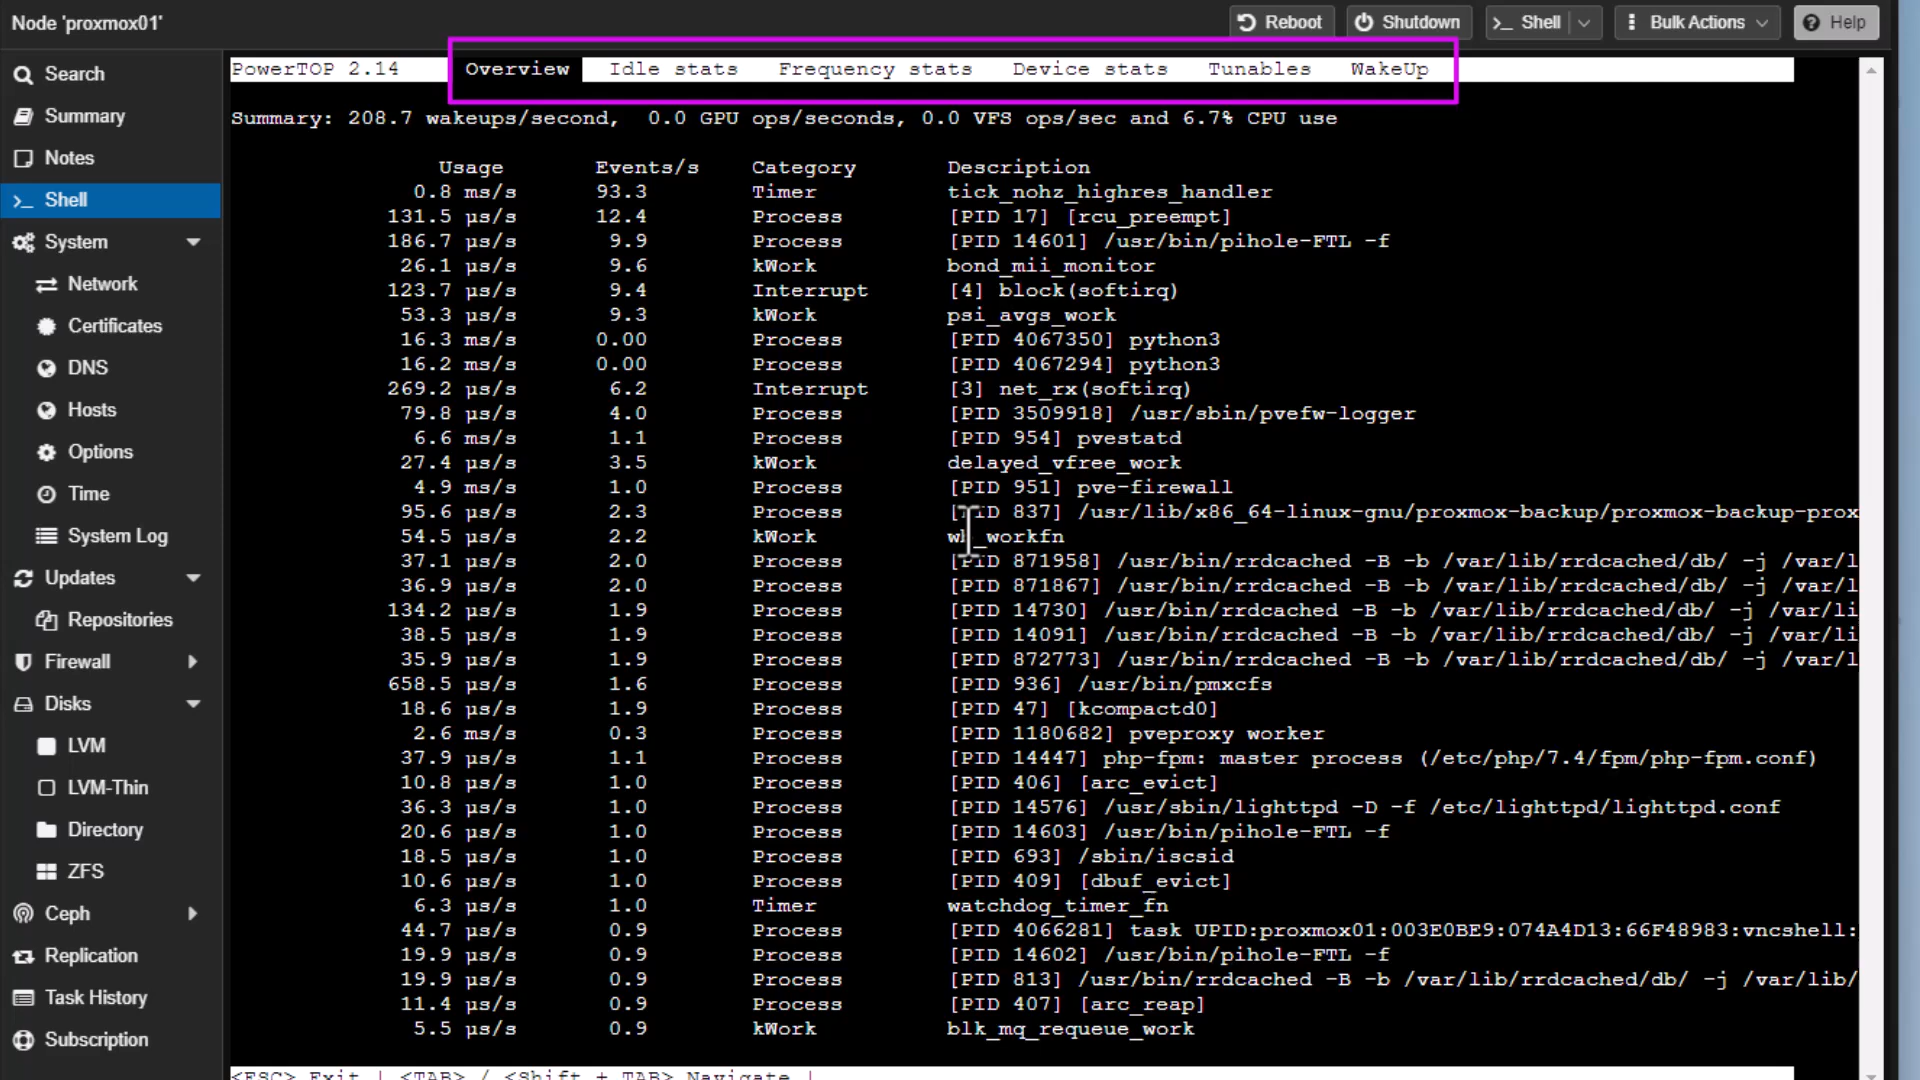 Node 'proxmox01'
Reboot
Shutdown
>_ Shell
Bulk Actions
Help
Search
Summary
Notes
>_ Shell
System
Network
Certificates
DNS
Hosts
Options
Time
System Log
Updates
Repositories
Firewall
Disks
LVM
LVM-Thin
Directory
ZFS
Ceph
Replication
Task History
Subscription
PowerTOP 2.14 Overview Idle stats Frequency stats Device stats Tunables WakeUp
Summary: 208.7 wakeups/second, 0.0 GPU ops/seconds, 0.0 VFS ops/sec and 6.7% CPU use
Usage Events/s Category Description
0.8 ms/s 93.3 Timer tick_nohz_highres_handler
131.5 µs/s 12.4 Process [PID 17] [rcu_preempt]
186.7 µs/s 9.9 Process [PID 14601] /usr/bin/pihole-FTL -f
26.1 µs/s 9.6 kWork bond_mii_monitor
123.7 µs/s 9.4 Interrupt [4] block(softirq)
53.3 µs/s 9.3 kWork psi_avgs_work
16.3 ms/s 0.00 Process [PID 4067350] python3
16.2 ms/s 0.00 Process [PID 4067294] python3
269.2 µs/s 6.2 Interrupt [3] net_rx(softirq)
79.8 µs/s 4.0 Process [PID 3509918] /usr/sbin/pvefw-logger
6.6 ms/s 1.1 Process [PID 954] pvestatd
27.4 µs/s 3.5 kWork delayed_vfree_work
4.9 ms/s 1.0 Process [PID 951] pve-firewall
95.6 µs/s 2.3 Process [PID 837] /usr/lib/x86_64-linux-gnu/proxmox-backup/proxmox-backup-prox
54.5 µs/s 2.2 kWork
37.1 µs/s 2.0 Process [PID 871958] /usr/bin/rrdcached -B -b /var/lib/rrdcached/db/ -j /var/l
36.9 µs/s 2.0 Process [PID 871867] /usr/bin/rrdcached -B -b /var/lib/rrdcached/db/ -j /var/l
134.2 µs/s 1.9 Process [PID 14730] /usr/bin/rrdcached -B -b /var/lib/rrdcached/db/ -j /var/li
38.5 µs/s 1.9 Process [PID 14091] /usr/bin/rrdcached -B -b /var/lib/rrdcached/db/ -j /var/li
35.9 µs/s 1.9 Process [PID 872773] /usr/bin/rrdcached -B -b /var/lib/rrdcached/db/ -j /var/l
658.5 µs/s 1.6 Process [PID 936] /usr/bin/pmxcfs
18.6 µs/s 1.9 Process [PID 47] [kcompactd0]
2.6 ms/s 0.3 Process [PID 1180682] pveproxy worker
37.9 µs/s 1.1 Process [PID 14447] php-fpm: master process (/etc/php/7.4/fpm/php-fpm.conf)
10.8 µs/s 1.0 Process [PID 406] [arc_evict]
36.3 µs/s 1.0 Process [PID 14576] /usr/sbin/lighttpd -D -f /etc/lighttpd/lighttpd.conf
20.6 µs/s 1.0 Process [PID 14603] /usr/bin/pihole-FTL -f
18.5 µs/s 1.0 Process [PID 693] /sbin/iscsid
10.6 µs/s 1.0 Process [PID 409] [dbuf_evict]
6.3 µs/s 1.0 Timer watchdog_timer_fn
44.7 µs/s 0.9 Process [PID 4066281] task UPID:proxmox01:003E0BE9:074A4D13:66F48983:vncshell:
19.9 µs/s 0.9 Process [PID 14602] /usr/bin/pihole-FTL -f
19.9 µs/s 0.9 Process [PID 813] /usr/bin/rrdcached -B -b /var/lib/rrdcached/db/ -j /var/lib/
11.4 µs/s 0.9 Process [PID 407] [arc_reap]
5.5 µs/s 0.9 kWork blk_mq_requeue_work
<ESC> Exit | <TAB> / <Shift + TAB> Navigate |